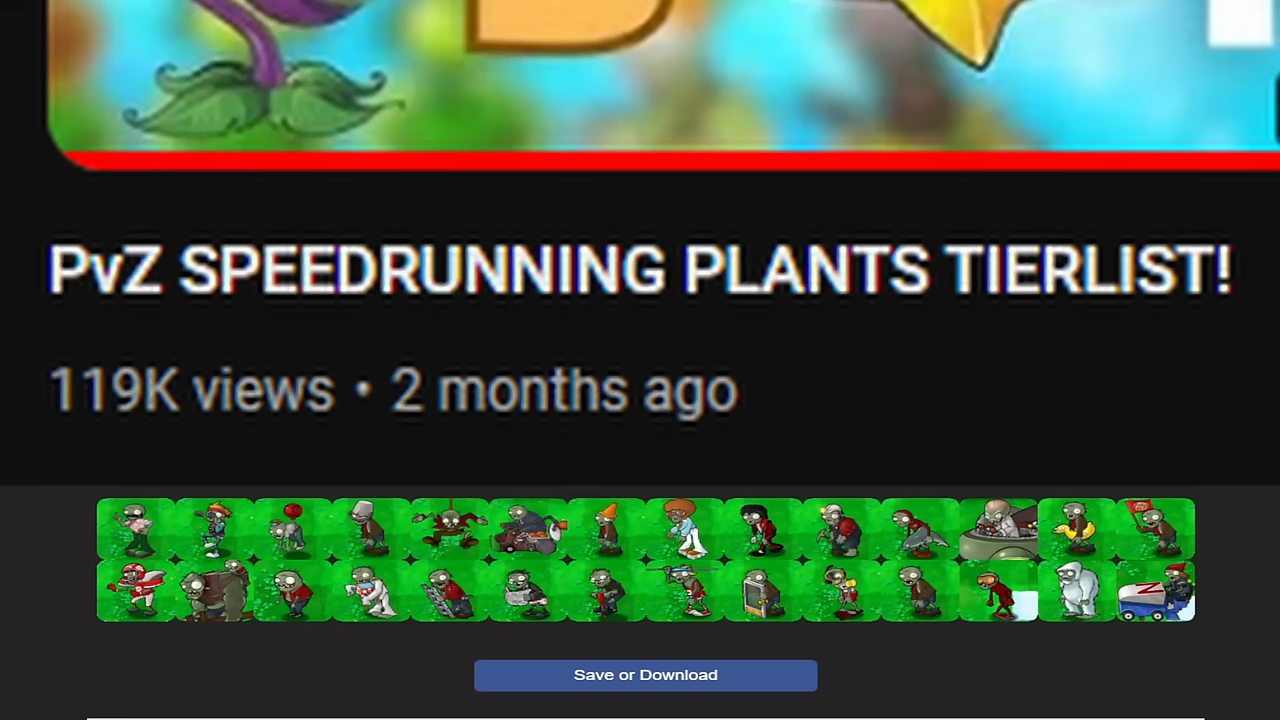 PvZ SPEEDRUNNING PLANTS TIERLIST!
119K views • 2 months ago
Save or Download